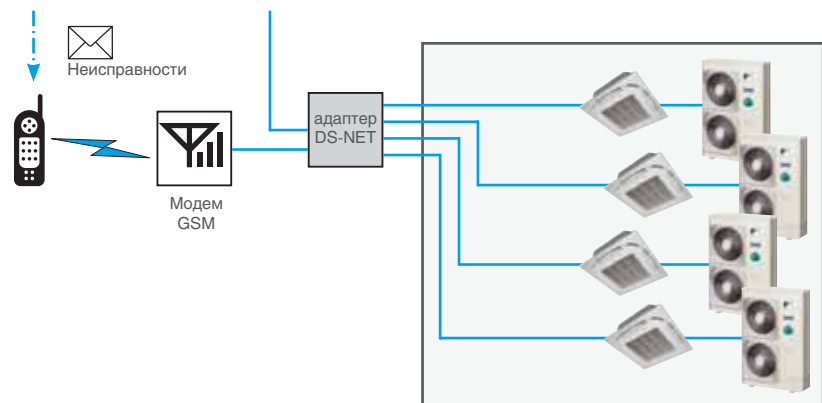 Неисправности
адаптер
DS-NET
Модем
GSM